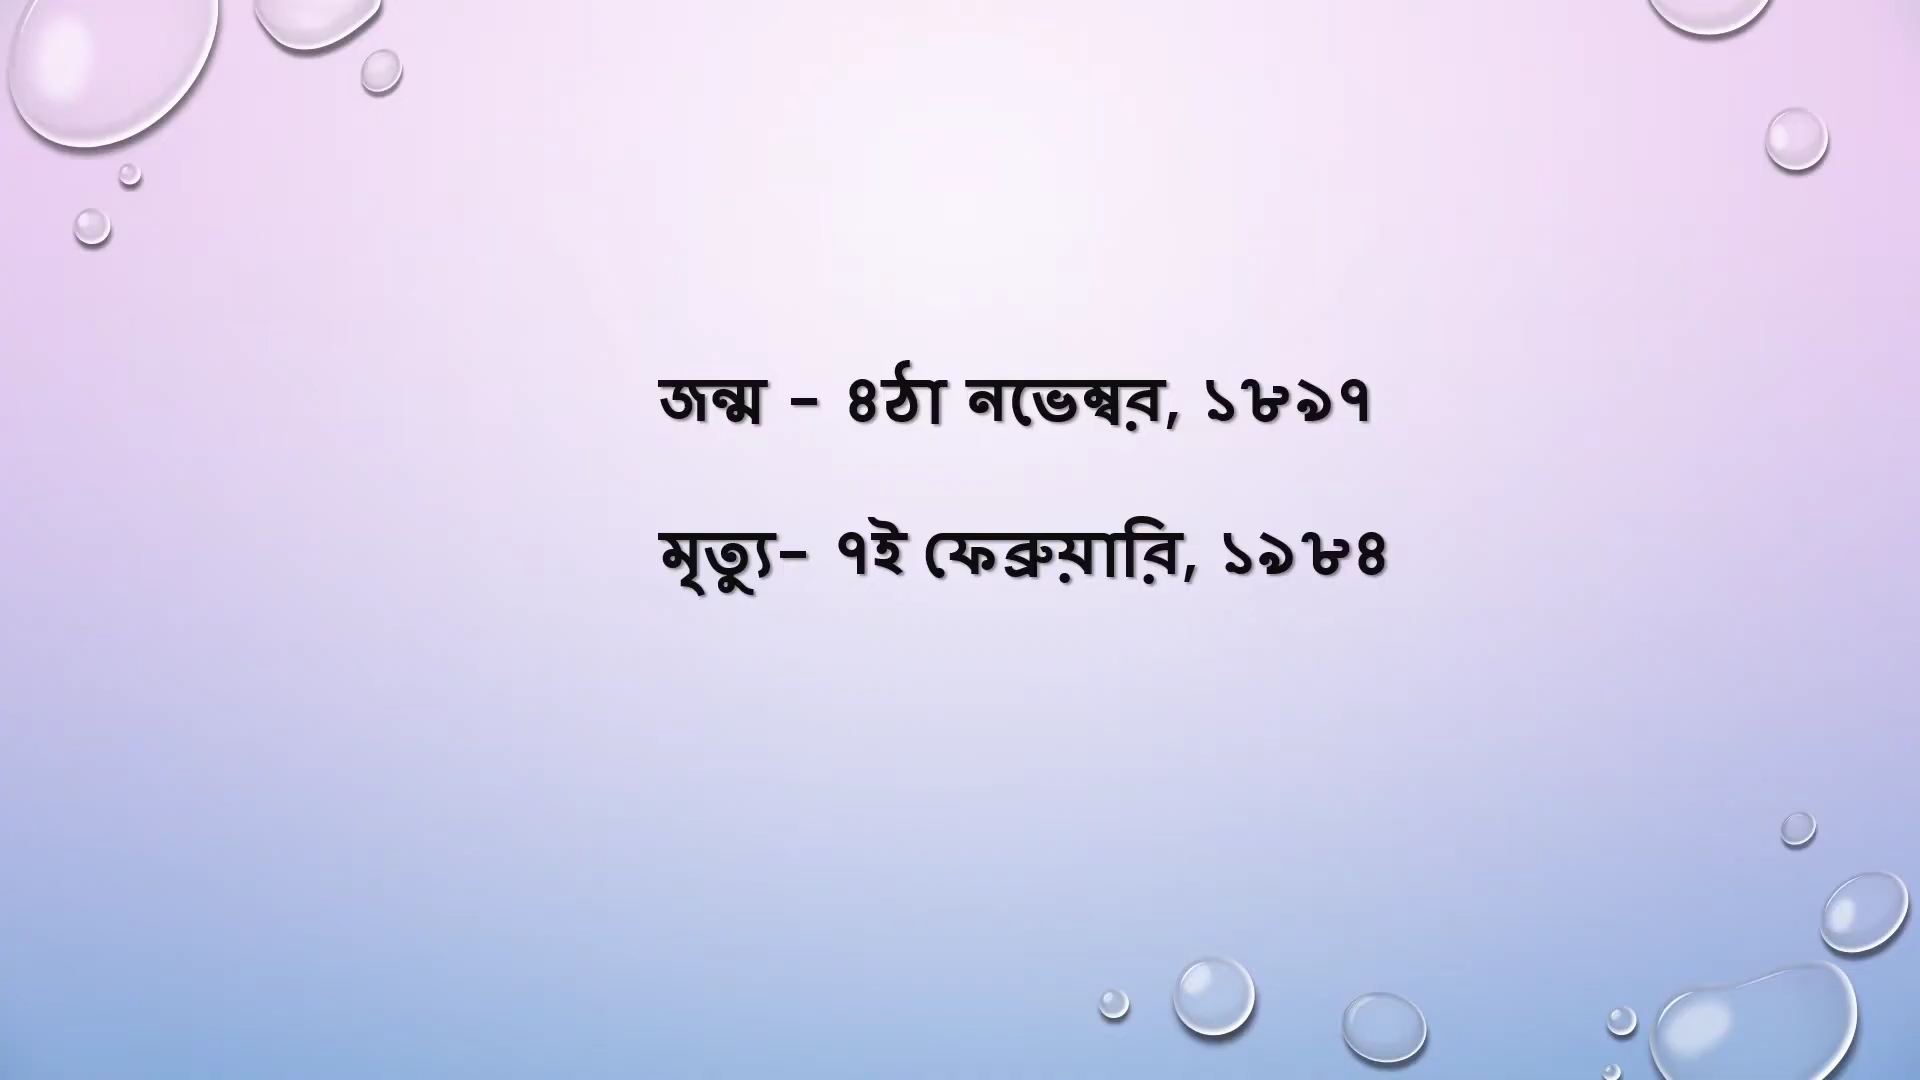 জন্ম – ৪ঠা নভেম্বর, ১৮৯৭
মৃত্যু– ৭ই ফেব্রুয়ারি, ১৯৮৪